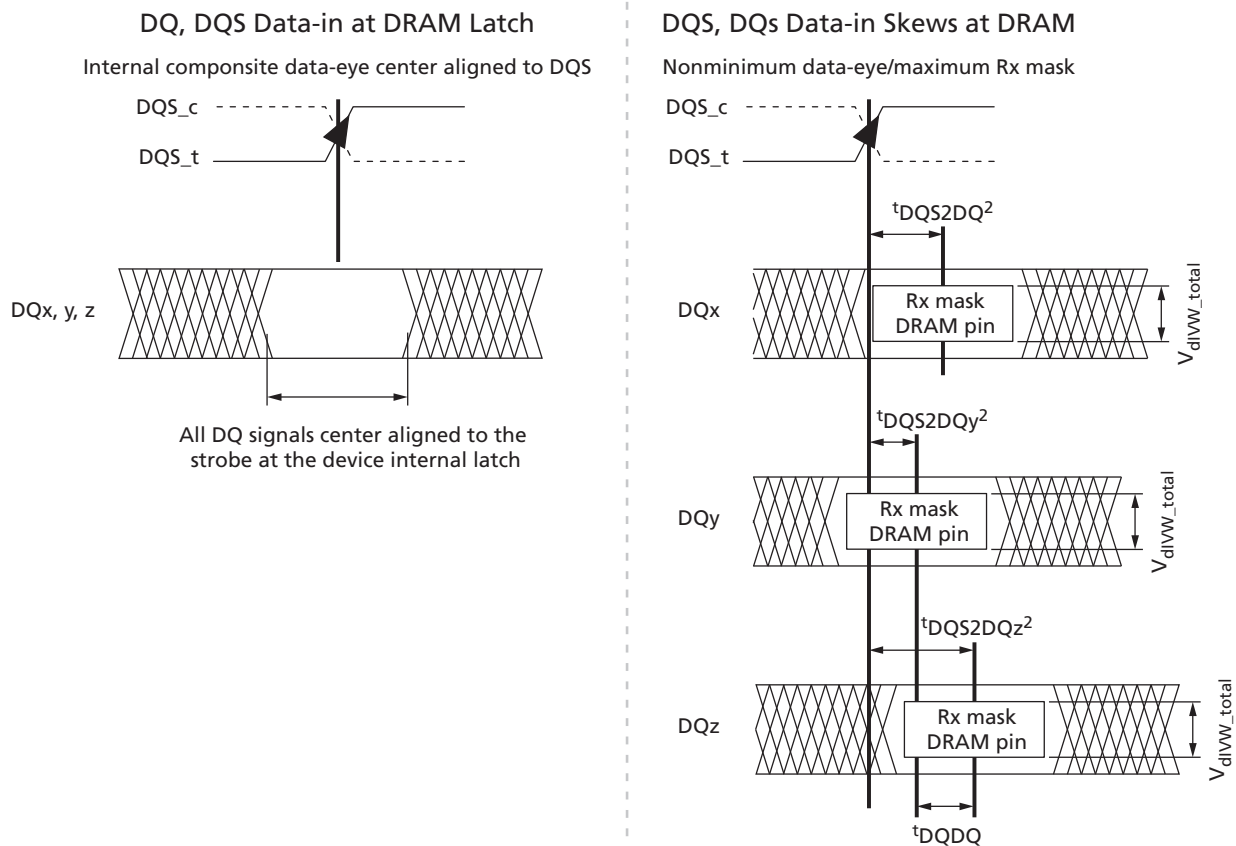 DQ, DQS Data-in at DRAM Latch
Internal componsite data-eye center aligned to DQS
DQS_c
DQS_t
DQx, y, z
All DQ signals center aligned to the
strobe at the device internal latch
DQS, DQs Data-in Skews at DRAM
Nonminimum data-eye/maximum Rx mask
DQS_c
DQS_t
tDQS2DQ2
DQx
Rx mask
DRAM pin
VdIVW_total
tDQS2DQy2
DQy
Rx mask
DRAM pin
VdIVW_total
tDQS2DQz2
DQz
Rx mask
DRAM pin
VdIVW_total
tDQDQ